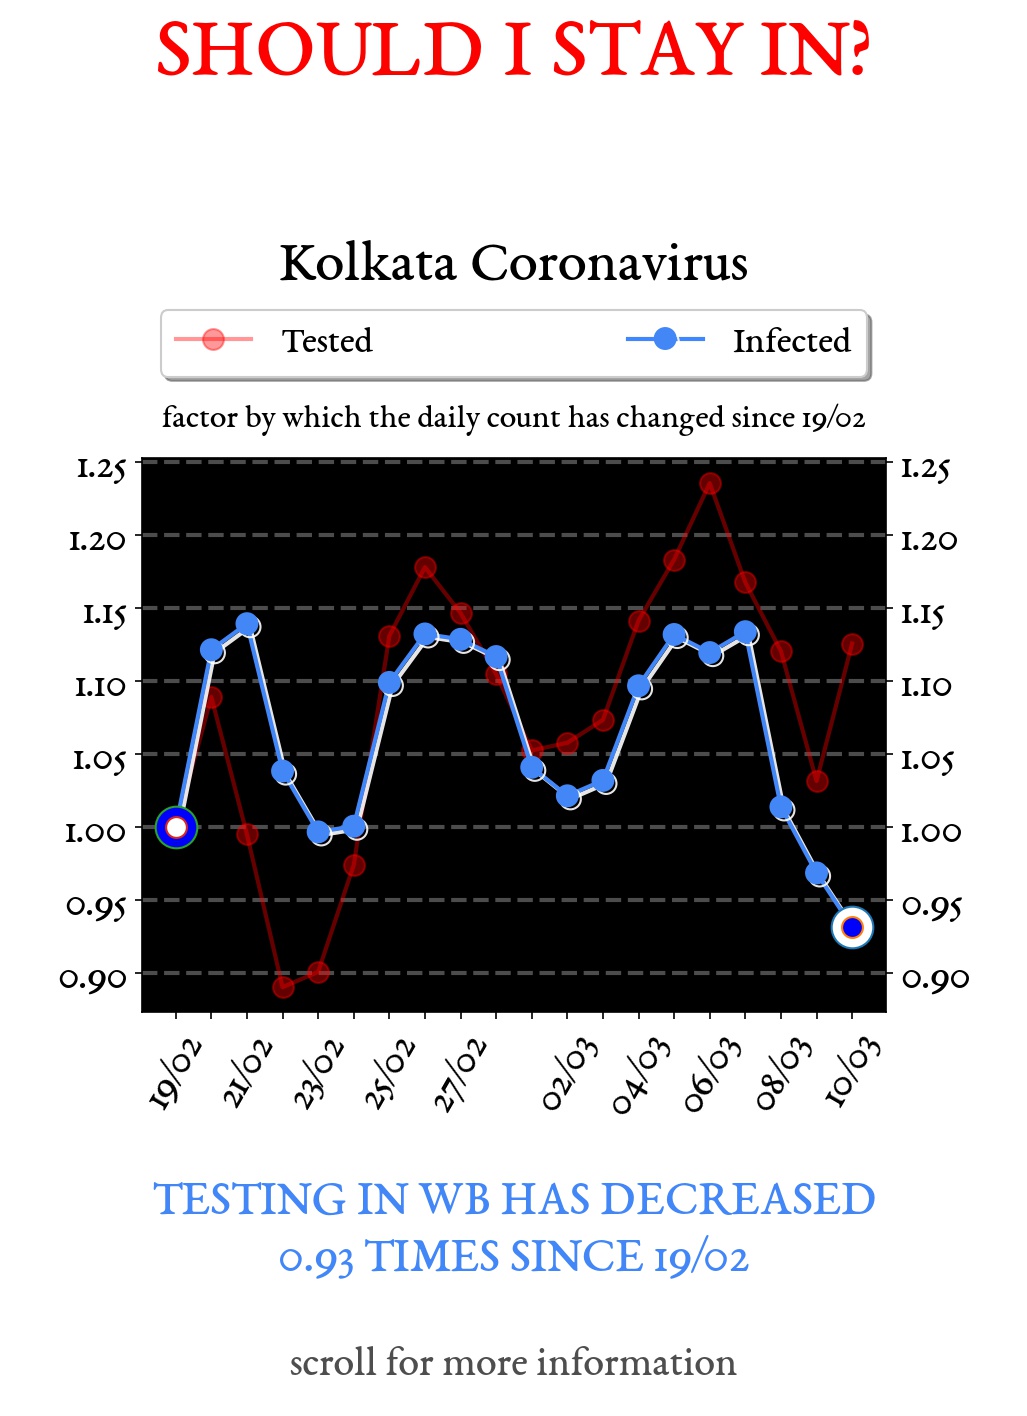 SHOULD I STAY IN?
Kolkata Coronavirus
Tested Infected
factor by which the daily count has changed since 19/02
1.25 1.25
1.20 1.20
1.15 1.15
1.10 1.10
1.05 1.05
1.00 1.00
0.95 0.95
0.90 0.90
19/02 21/02 23/02 25/02 27/02 02/03 04/03 06/03 08/03 10/03
TESTING IN WB HAS DECREASED
0.93 TIMES SINCE 19/02
scroll for more information